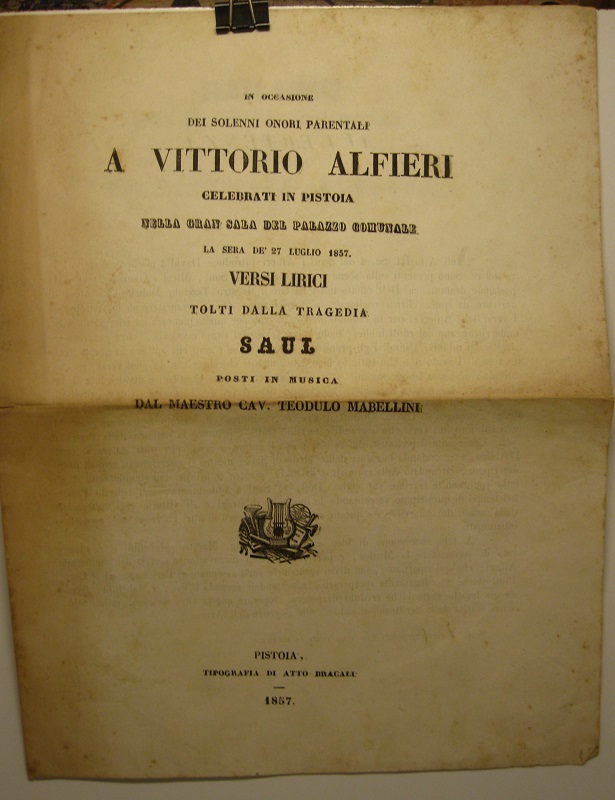 IN OCCASIONE
DEI SOLENNI ONORI PARENTALI
A VITTORIO ALFIERI
CELEBRATI IN PISTOIA
NELLA GRAN SALA DEL PALAZZO COMUNALE
LA SERA DE' 27 LUGLIO 1857.
VERSI LIRICI
TOLTI DALLA TRAGEDIA
SAUL
POSTI IN MUSICA
DAL MAESTRO CAV. TEODULO MABELLINI
PISTOIA,
TIPOGRAFIA DI ATTO BRACALI
1857.